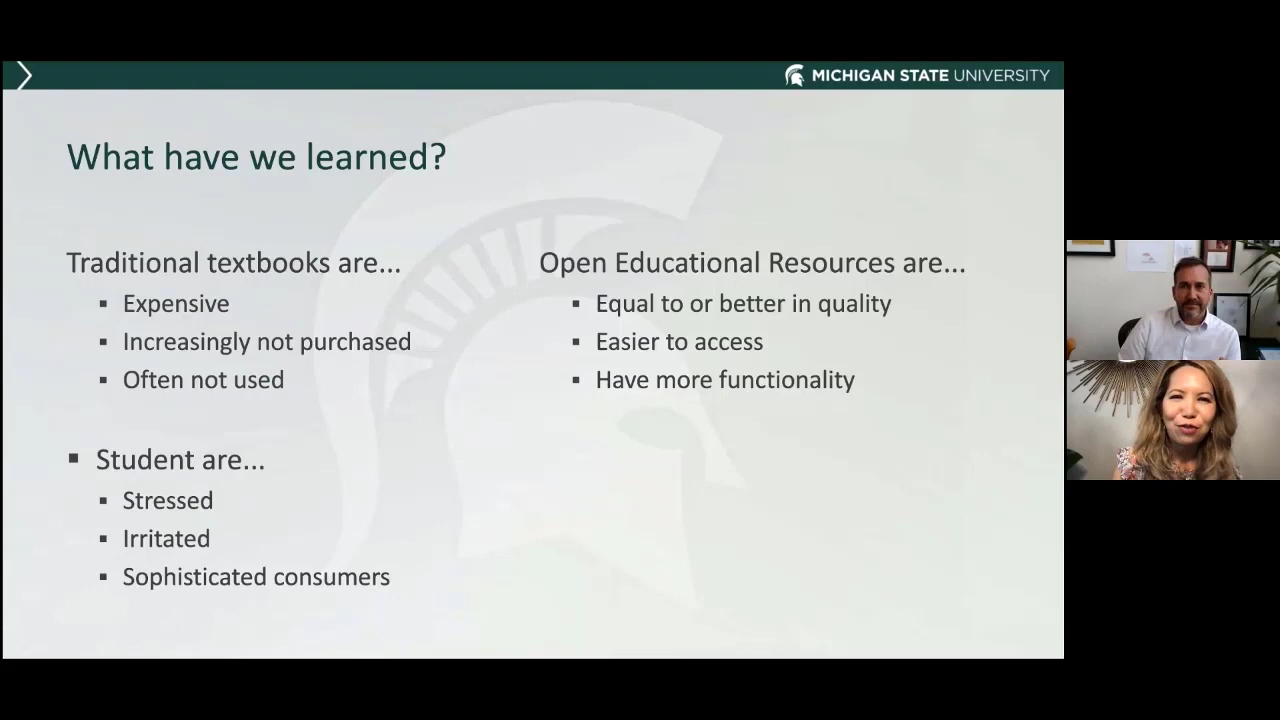 MICHIGAN STATE UNIVERSITY
What have we learned?
Traditional textbooks are...
▪ Expensive
▪ Increasingly not purchased
▪ Often not used
▪ Student are...
▪ Stressed
▪ Irritated
▪ Sophisticated consumers
Open Educational Resources are...
▪ Equal to or better in quality
▪ Easier to access
▪ Have more functionality